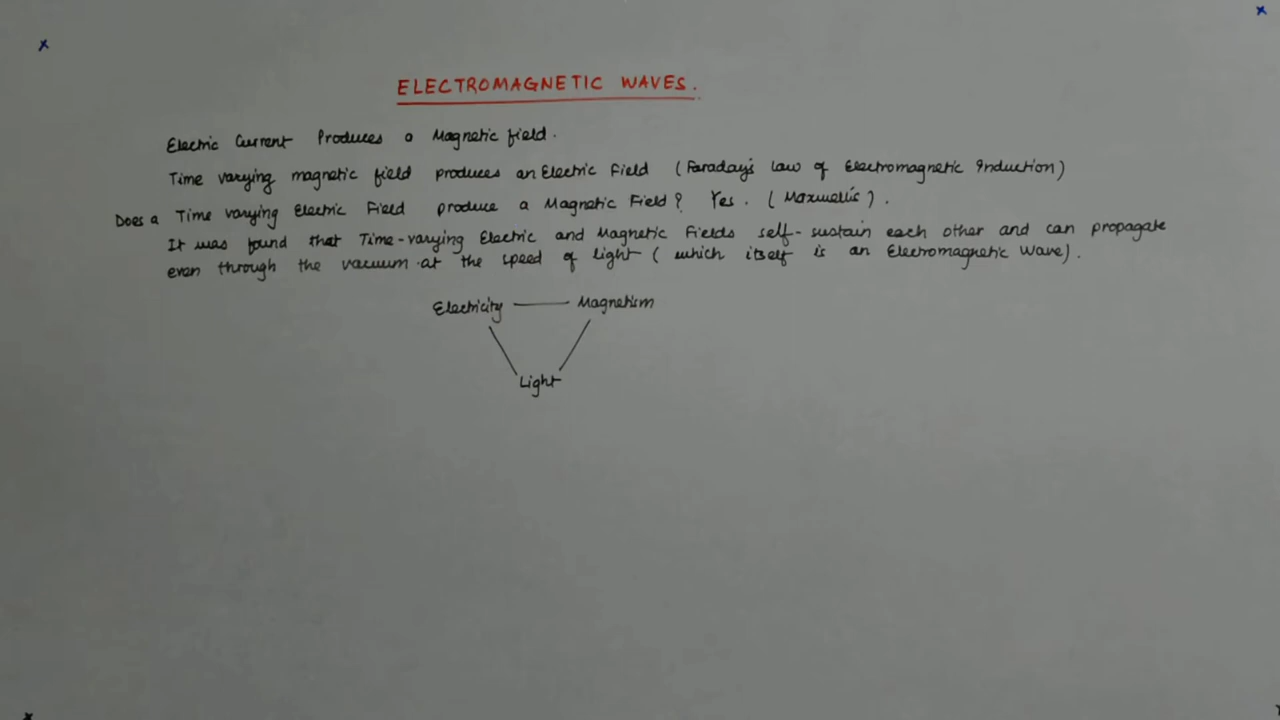 ELECTROMAGNETIC WAVES.
Electric Current Produces a Magnetic field.
Time varying magnetic field produces an Electric Field (Faraday's law of Electromagnetic Induction)
Does a Time varying Electric Field produce a Magnetic Field? Yes. (Maxwell's).
It was found that Time-varying Electric and Magnetic Fields self-sustain each other and can propagate
even through the vacuum at the speed of light (which itself is an Electromagnetic Wave).
Electricity — Magnetism
Light